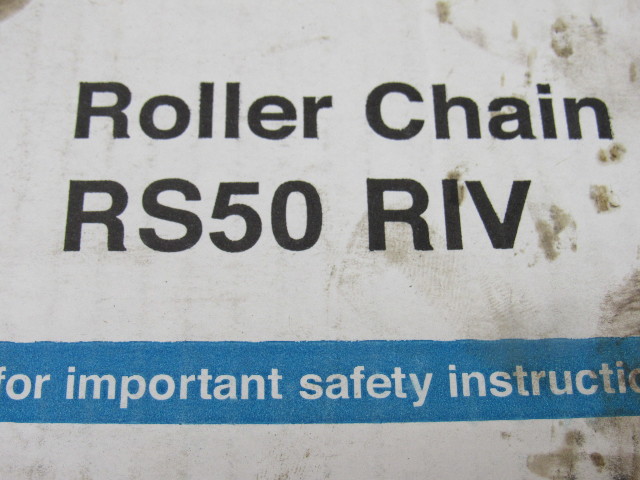 Roller Chain
RS50 RIV
for important safety instructio